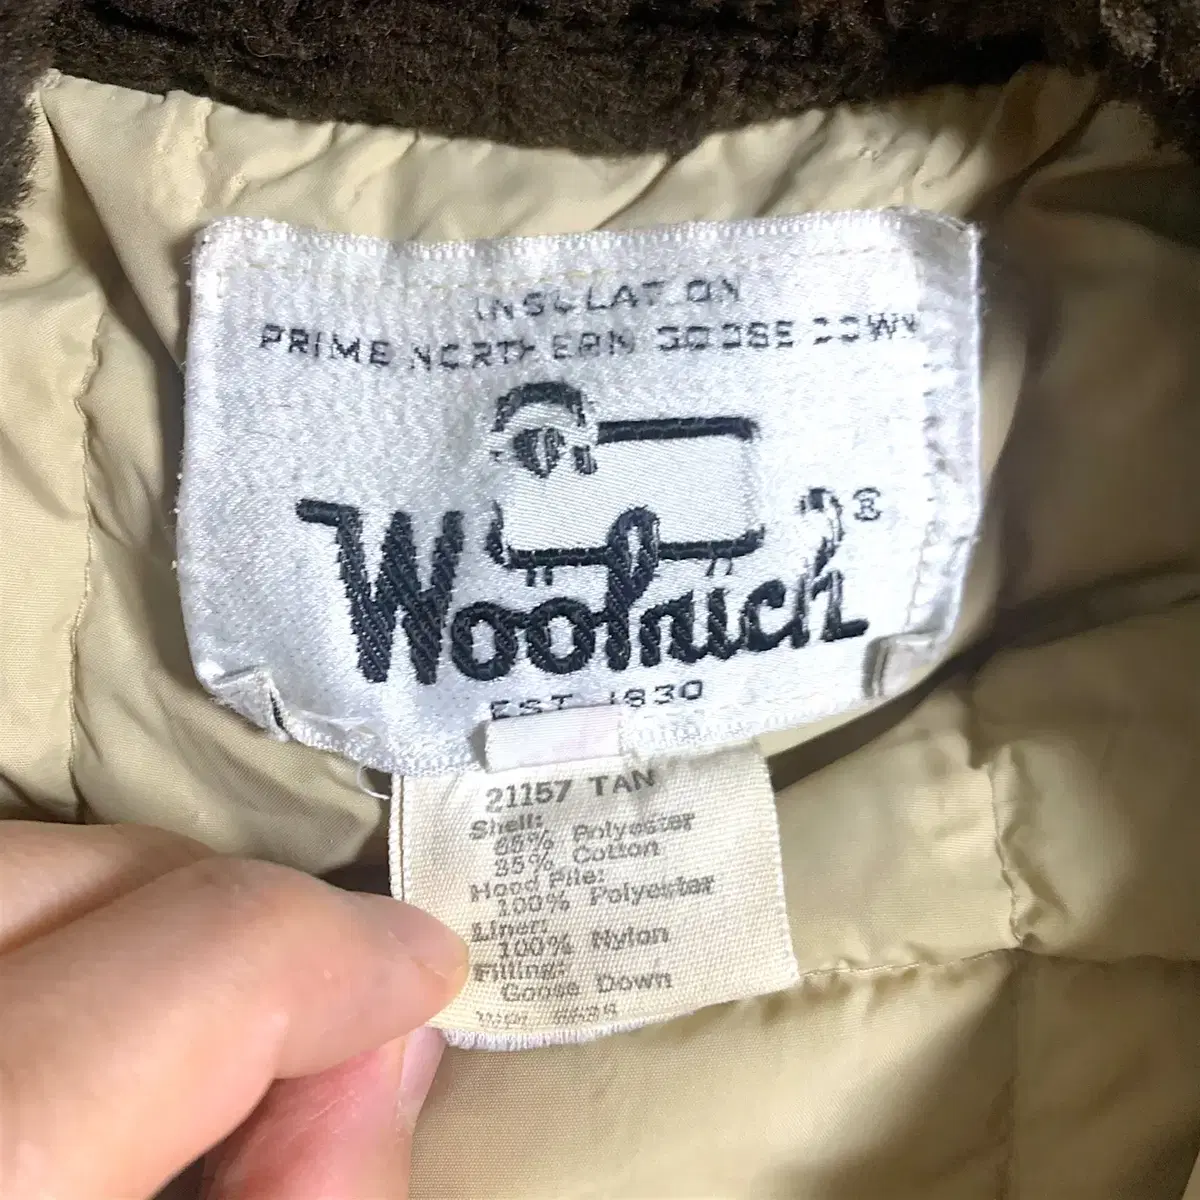 INSULATION
PRIME NORTHERN GOOSE DOWN
Woolrich®
EST. 1830
21157 TAN
Shell:
65% Polyester
35% Cotton
Hood Pile:
100% Polyester
Liner:
100% Nylon
Filling:
Goose Down